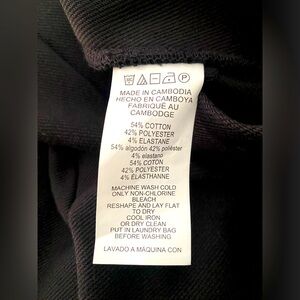 MADE IN CAMBODIA
HECHO EN CAMBOYA
FABRIQUÉ AU
CAMBODGE
54% COTTON
42% POLYESTER
4% ELASTANE
54% algodón 42% poliéster
4% elastano
54% COTON
42% POLYESTER
4% ÉLASTHANNE
MACHINE WASH COLD
ONLY NON-CHLORINE
BLEACH
RESHAPE AND LAY FLAT
TO DRY
COOL IRON
OR DRY CLEAN
PUT IN LAUNDRY BAG
BEFORE WASHING
LAVADO A MÁQUINA CON